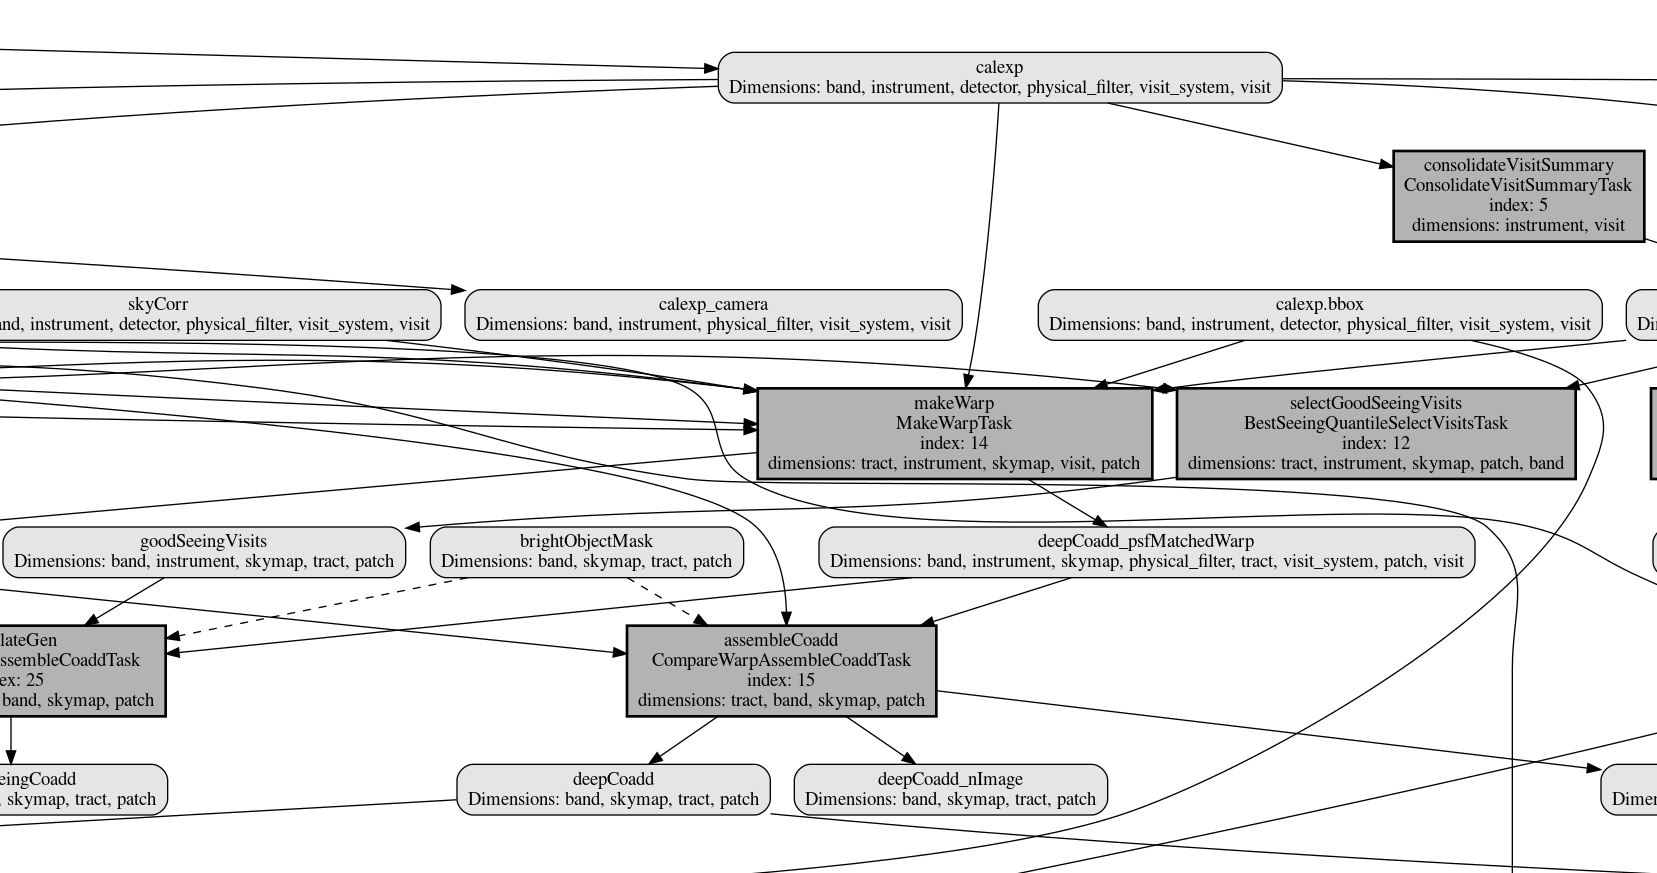 calexp
Dimensions: band, instrument, detector, physical_filter, visit_system, visit
consolidateVisitSummary
ConsolidateVisitSummaryTask
index: 5
dimensions: instrument, visit
skyCorr
instrument, detector, physical_filter, visit_system, visit
calexp_camera
Dimensions: band, instrument, physical_filter, visit_system, visit
calexp.bbox
Dimensions: band, instrument, detector, physical_filter, visit_system, visit
makeWarp
MakeWarpTask
index: 14
dimensions: tract, instrument, skymap, visit, patch
selectGoodSeeingVisits
BestSeeingQuantileSelectVisitsTask
index: 12
dimensions: tract, instrument, skymap, patch, band
goodSeeingVisits
Dimensions: band, instrument, skymap, tract, patch
brightObjectMask
Dimensions: band, skymap, tract, patch
deepCoadd_psfMatchedWarp
Dimensions: band, instrument, skymap, physical_filter, tract, visit_system, patch, visit
lateGen
ssembleCoaddTask
ex: 25
band, skymap, patch
assembleCoadd
CompareWarpAssembleCoaddTask
index: 15
dimensions: tract, band, skymap, patch
eingCoadd
, skymap, tract, patch
deepCoadd
Dimensions: band, skymap, tract, patch
deepCoadd_nImage
Dimensions: band, skymap, tract, patch